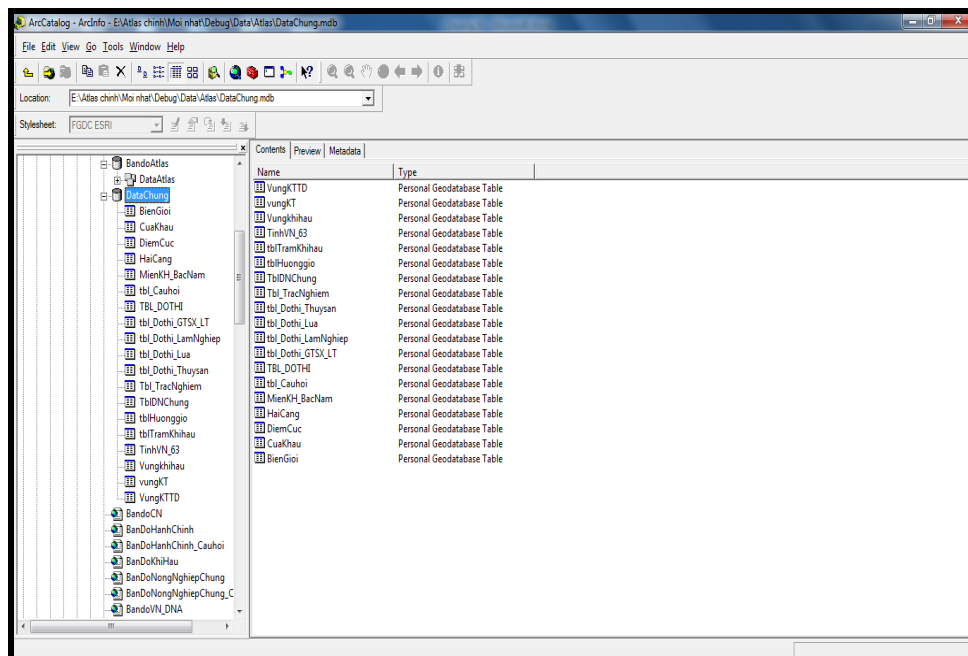 ArcCatalog - ArcInfo - E:\Atlas chinh\Moi nhat\Debug\Data\Atlas\DataChung.mdb
File Edit View Go Tools Window Help
Location: E:\Atlas chinh\Moi nhat\Debug\Data\Atlas\DataChung.mdb
Stylesheet: FGDC ESRI
BandoAtlas
DataAtlas
DataChung
BienGioi
CuaKhau
DiemCuc
HaiCang
MienKH_BacNam
tbl_Cauhoi
TBL_DOTHI
tbl_Dothi_GTSX_LT
tbl_Dothi_LamNghiep
tbl_Dothi_Lua
tbl_Dothi_Thuysan
Tbl_TracNghiem
TblDNChung
tblHuonggio
tblTramKhihau
TinhVN_63
Vungkhihau
vungKT
VungKTTD
BandoCN
BanDoHanhChinh
BanDoHanhChinh_Cauhoi
BanDoKhiHau
BanDoNongNghiepChung
BanDoNongNghiepChung_C
BandoVN_DNA
Contents Preview Metadata
Name Type
VungKTTD Personal Geodatabase Table
vungKT Personal Geodatabase Table
Vungkhihau Personal Geodatabase Table
TinhVN_63 Personal Geodatabase Table
tblTramKhihau Personal Geodatabase Table
tblHuonggio Personal Geodatabase Table
TblDNChung Personal Geodatabase Table
Tbl_TracNghiem Personal Geodatabase Table
tbl_Dothi_Thuysan Personal Geodatabase Table
tbl_Dothi_Lua Personal Geodatabase Table
tbl_Dothi_LamNghiep Personal Geodatabase Table
tbl_Dothi_GTSX_LT Personal Geodatabase Table
TBL_DOTHI Personal Geodatabase Table
tbl_Cauhoi Personal Geodatabase Table
MienKH_BacNam Personal Geodatabase Table
HaiCang Personal Geodatabase Table
DiemCuc Personal Geodatabase Table
CuaKhau Personal Geodatabase Table
BienGioi Personal Geodatabase Table